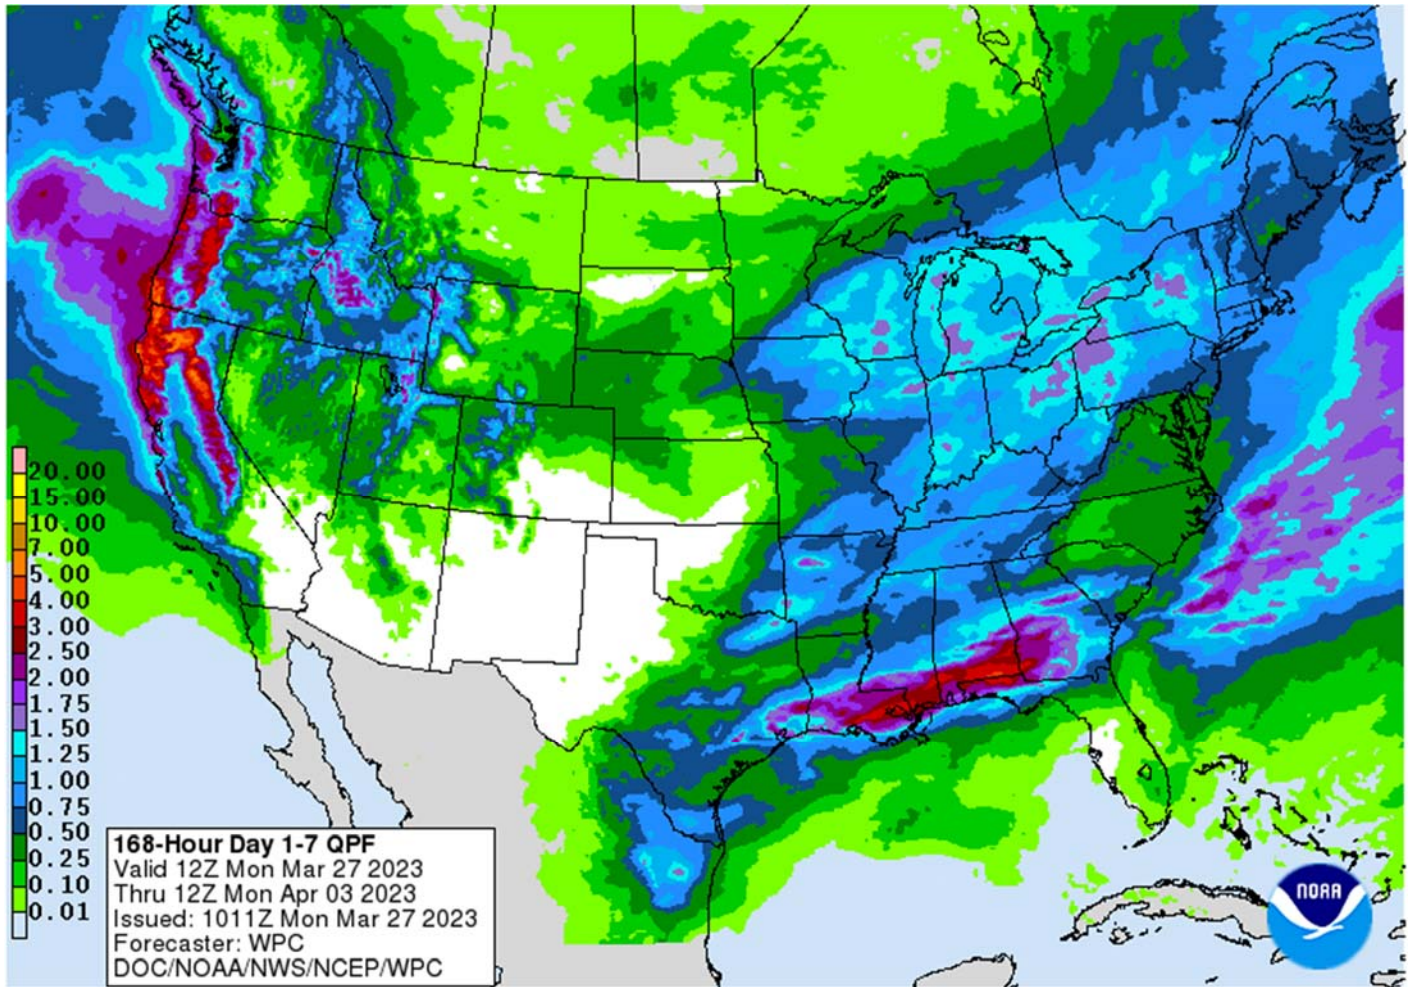 20.00
15.00
10.00
7.00
5.00
4.00
3.00
2.50
2.00
1.75
1.50
1.25
1.00
0.75
0.50
0.25
0.10
0.01
168-Hour Day 1-7 QPF
Valid 12Z Mon Mar 27 2023
Thru 12Z Mon Apr 03 2023
Issued: 1011Z Mon Mar 27 2023
Forecaster: WPC
DOC/NOAA/NWS/NCEP/WPC
NOAA